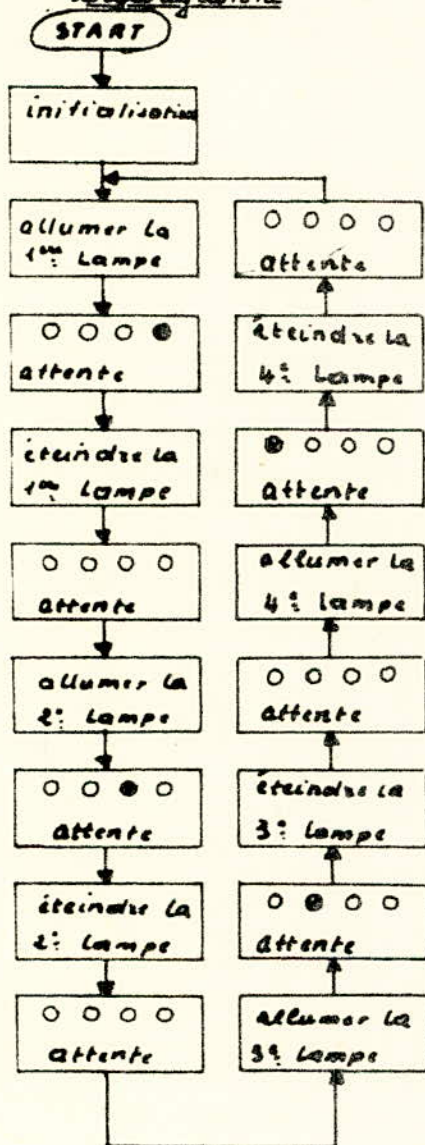 START
initialisation
allumer la
1ère Lampe
attente
éteindre la
1ère Lampe
attente
allumer la
2e Lampe
attente
éteindre la
2e Lampe
attente
allumer la
3e Lampe
attente
éteindre la
3e Lampe
attente
allumer la
4e Lampe
attente
éteindre la
4e Lampe
attente